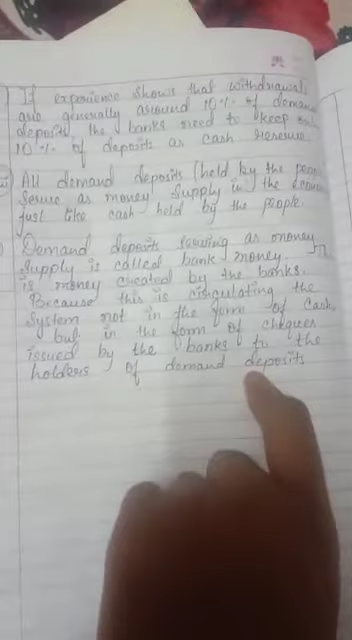 If experience shows that withdrawals
are generally around 10% of demand
deposit, the banks need to keep only
10% of deposits as cash reserve.
All demand deposits (held by the people
serve as money supply in the
just like cash held by the people.
Demand deposit serving as money
supply is called bank money.
is money created by the banks.
Because this is circulating the
system not in the form of cash
but in the form of cheques
issued by the banks to the
holders of demand deposits